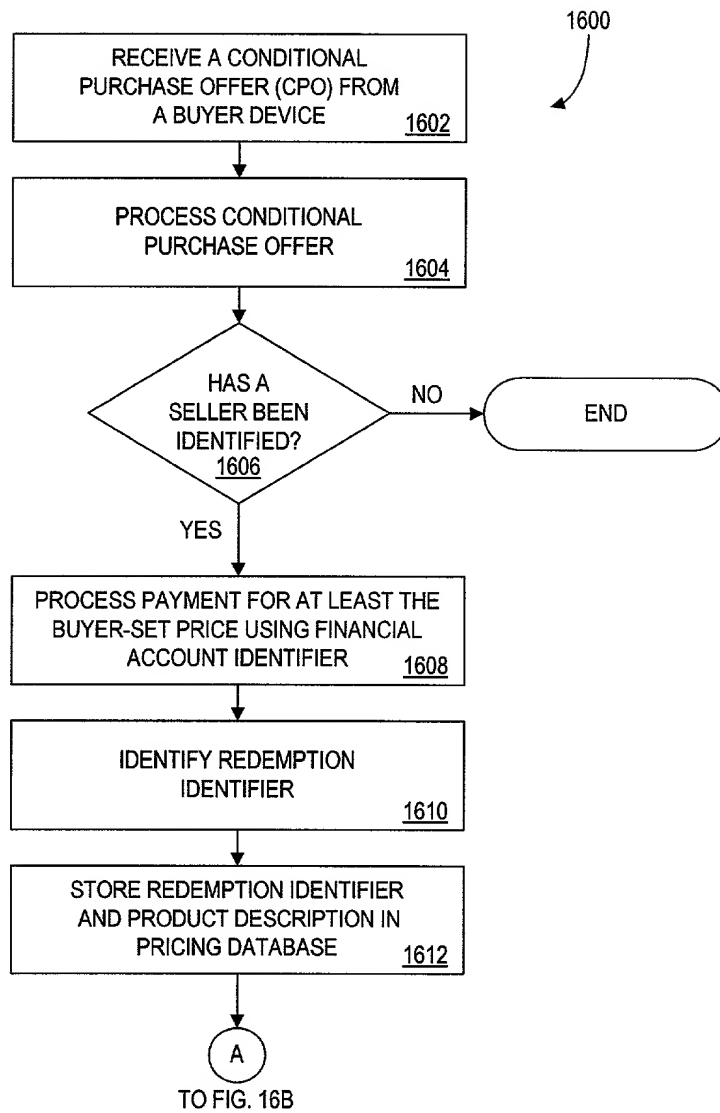 1600
RECEIVE A CONDITIONAL
PURCHASE OFFER (CPO) FROM
A BUYER DEVICE
1602
PROCESS CONDITIONAL
PURCHASE OFFER
1604
HAS A
SELLER BEEN
IDENTIFIED?
1606
NO
END
YES
PROCESS PAYMENT FOR AT LEAST THE
BUYER-SET PRICE USING FINANCIAL
ACCOUNT IDENTIFIER
1608
IDENTIFY REDEMPTION
IDENTIFIER
1610
STORE REDEMPTION IDENTIFIER
AND PRODUCT DESCRIPTION IN
PRICING DATABASE
1612
A
TO FIG. 16B